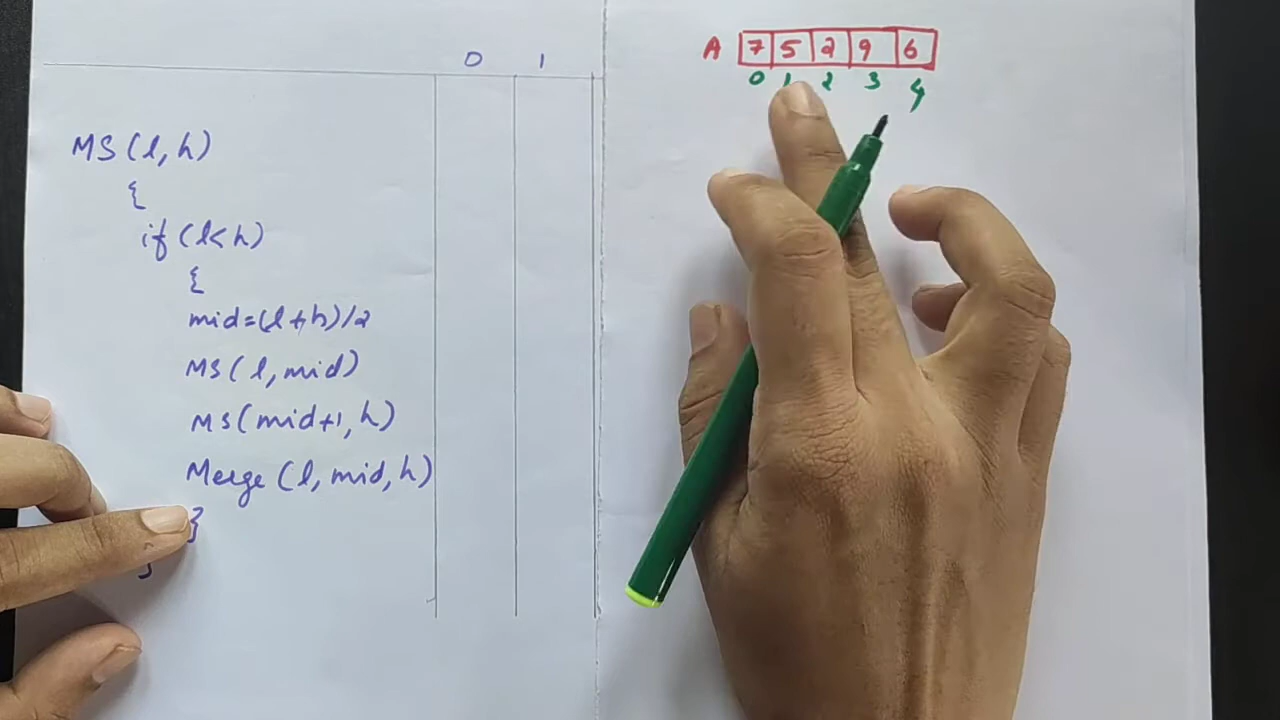 0 1
MS(l,h)
{
if(l<h)
{
mid=(l+h)/2
MS(l,mid)
MS(mid+1,h)
Merge(l,mid,h)
}
A 7 5 2 9 6
0 1 2 3 4